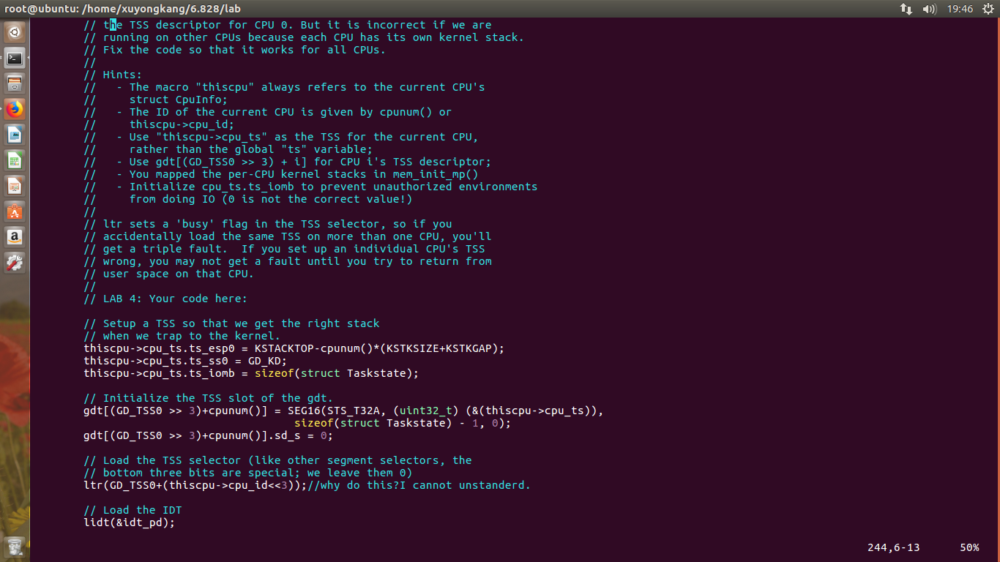 root@ubuntu: /home/xuyongkang/6.828/lab
19:46
// the TSS descriptor for CPU 0. But it is incorrect if we are
// running on other CPUs because each CPU has its own kernel stack.
// Fix the code so that it works for all CPUs.
//
// Hints:
//   - The macro "thiscpu" always refers to the current CPU's
//     struct CpuInfo;
//   - The ID of the current CPU is given by cpunum() or
//     thiscpu->cpu_id;
//   - Use "thiscpu->cpu_ts" as the TSS for the current CPU,
//     rather than the global "ts" variable;
//   - Use gdt[(GD_TSS0 >> 3) + i] for CPU i's TSS descriptor;
//   - You mapped the per-CPU kernel stacks in mem_init_mp()
//   - Initialize cpu_ts.ts_iomb to prevent unauthorized environments
//     from doing IO (0 is not the correct value!)
//
// ltr sets a 'busy' flag in the TSS selector, so if you
// accidentally load the same TSS on more than one CPU, you'll
// get a triple fault.  If you set up an individual CPU's TSS
// wrong, you may not get a fault until you try to return from
// user space on that CPU.
//
// LAB 4: Your code here:
// Setup a TSS so that we get the right stack
// when we trap to the kernel.
thiscpu->cpu_ts.ts_esp0 = KSTACKTOP-cpunum()*(KSTKSIZE+KSTKGAP);
thiscpu->cpu_ts.ts_ss0 = GD_KD;
thiscpu->cpu_ts.ts_iomb = sizeof(struct Taskstate);
// Initialize the TSS slot of the gdt.
gdt[(GD_TSS0 >> 3)+cpunum()] = SEG16(STS_T32A, (uint32_t) (&(thiscpu->cpu_ts)),
sizeof(struct Taskstate) - 1, 0);
gdt[(GD_TSS0 >> 3)+cpunum()].sd_s = 0;
// Load the TSS selector (like other segment selectors, the
// bottom three bits are special; we leave them 0)
ltr(GD_TSS0+(thiscpu->cpu_id<<3));//why do this?I cannot unstanderd.
// Load the IDT
lidt(&idt_pd);
244,6-13      50%